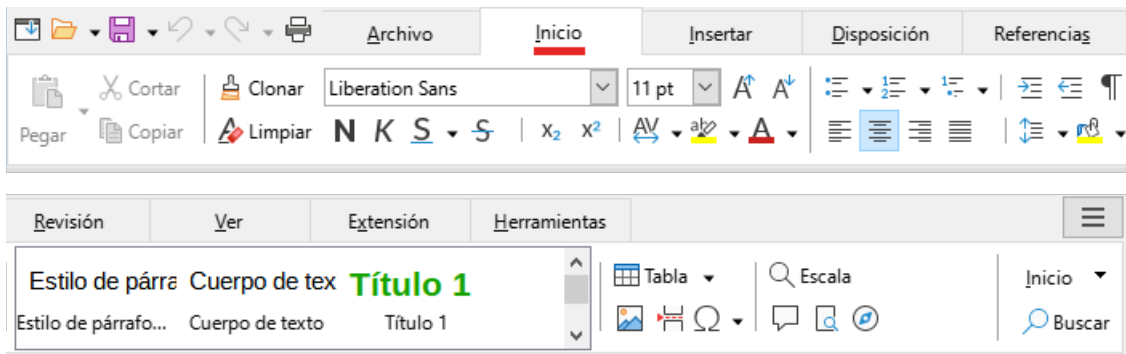 Archivo Inicio Insertar Disposición Referencias
Cortar Clonar Liberation Sans 11 pt
Pegar Copiar Limpiar N K S S X₂ X² AV A
Revisión Ver Extensión Herramientas
Estilo de párra Cuerpo de tex Título 1 Tabla Escala Inicio
Estilo de párrafo... Cuerpo de texto Título 1 Ω Buscar